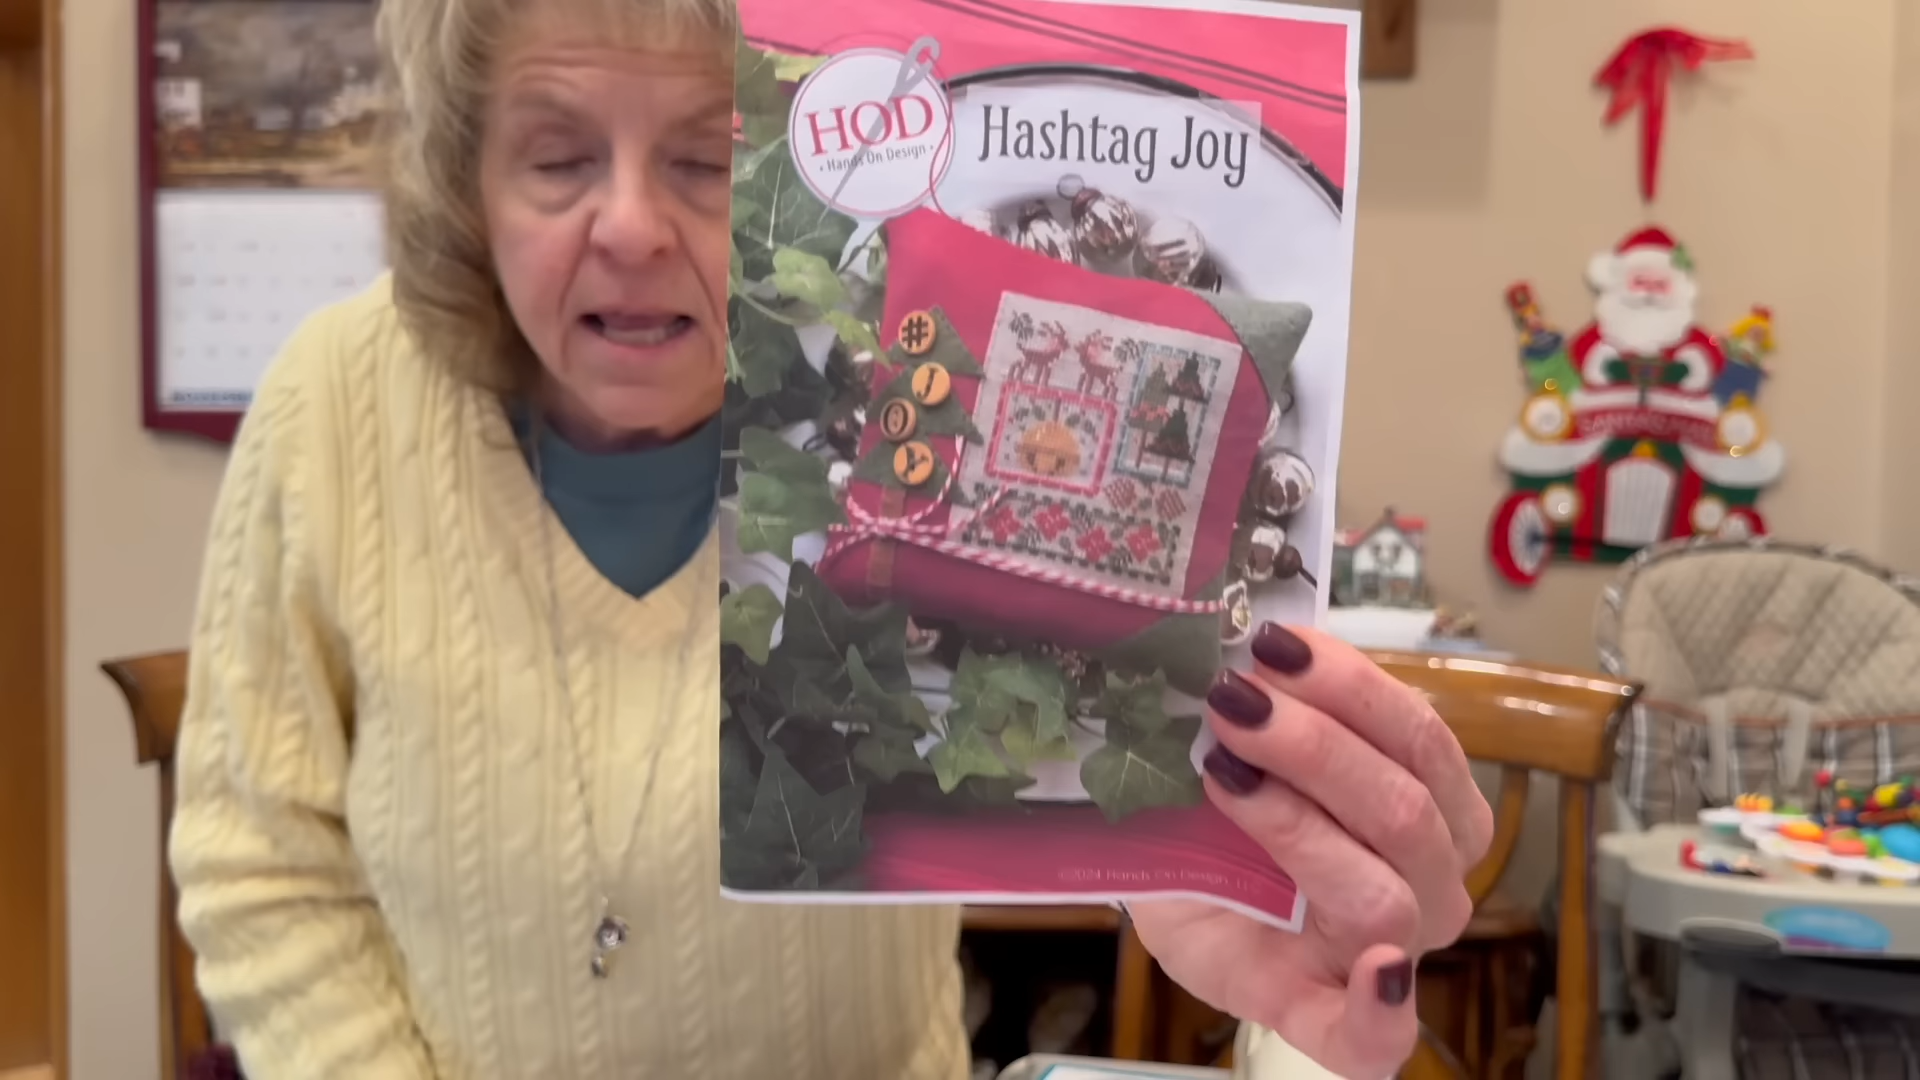 HOD
• Hands On Design •
Hashtag Joy
#
J
O
Y
©2024 Hands On Design, LLC